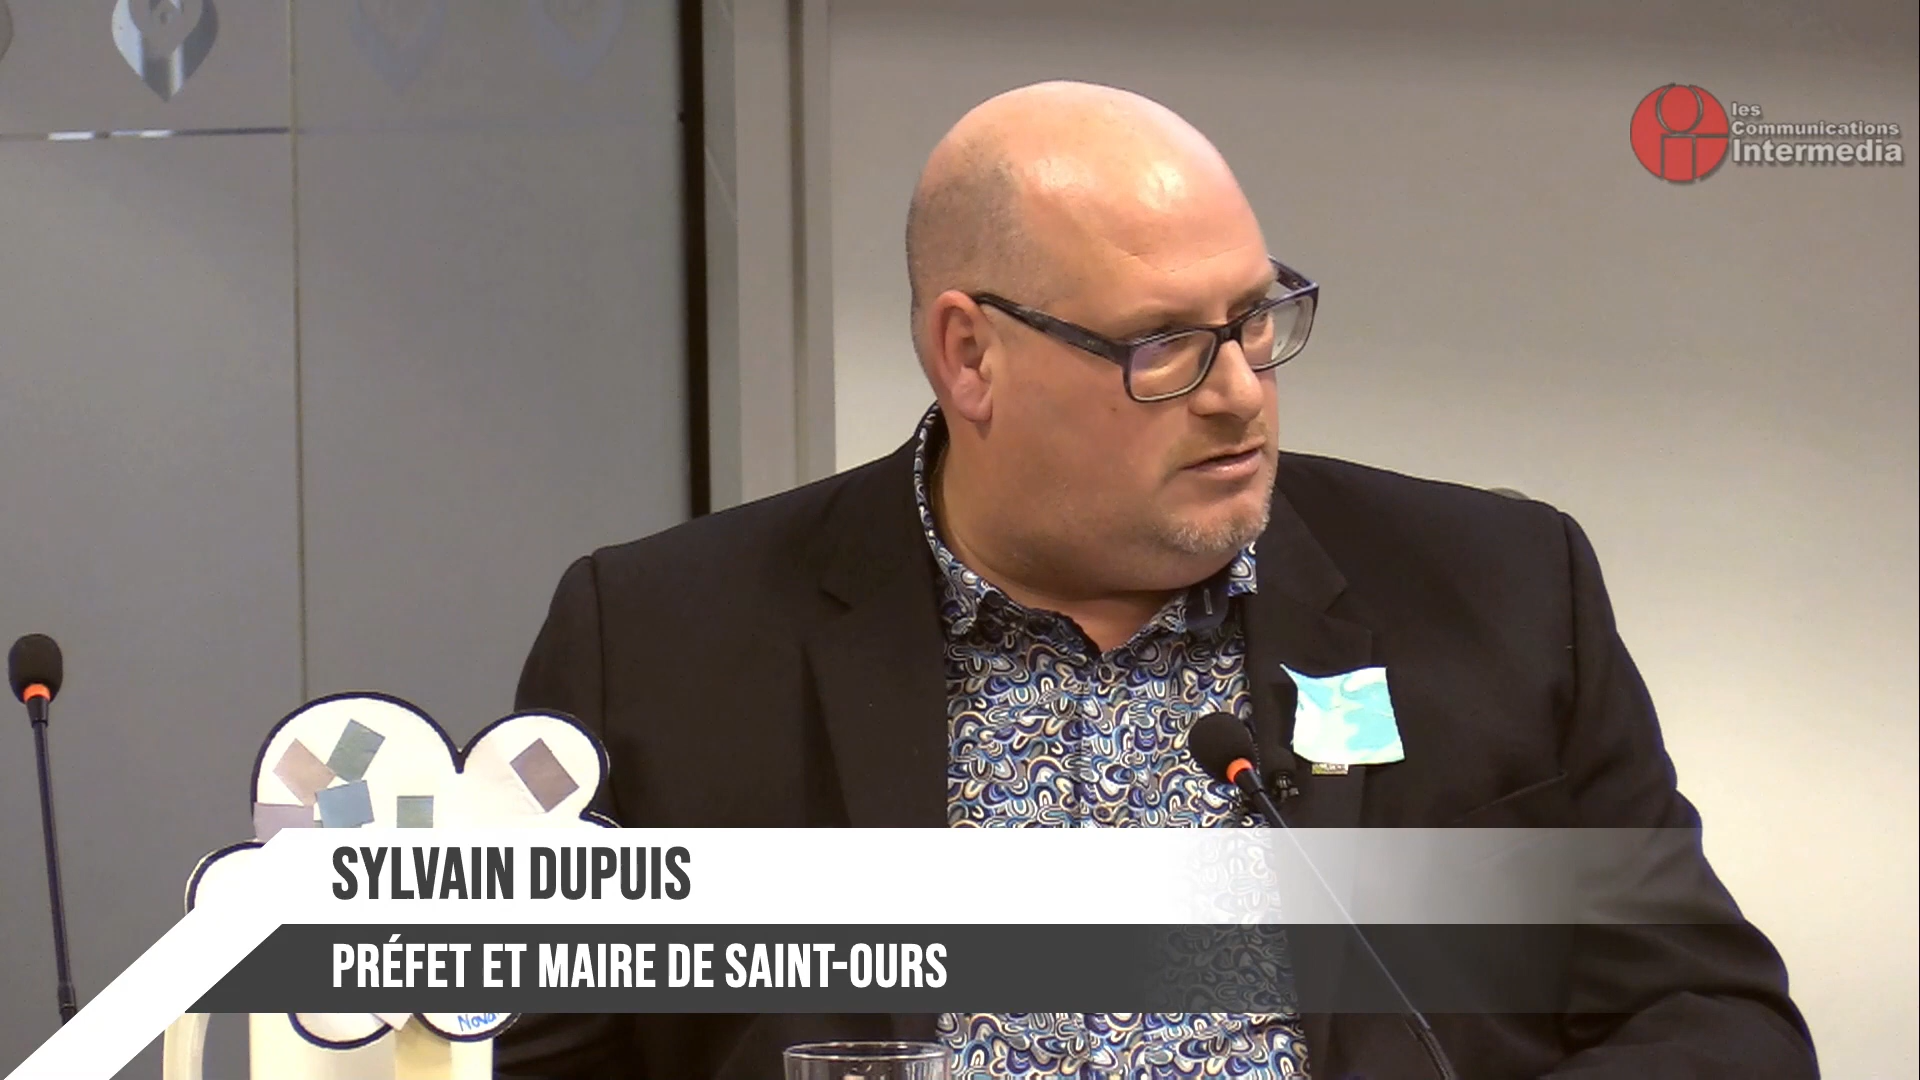 les
Communications
Intermedia
SYLVAIN DUPUIS
PRÉFET ET MAIRE DE SAINT-OURS